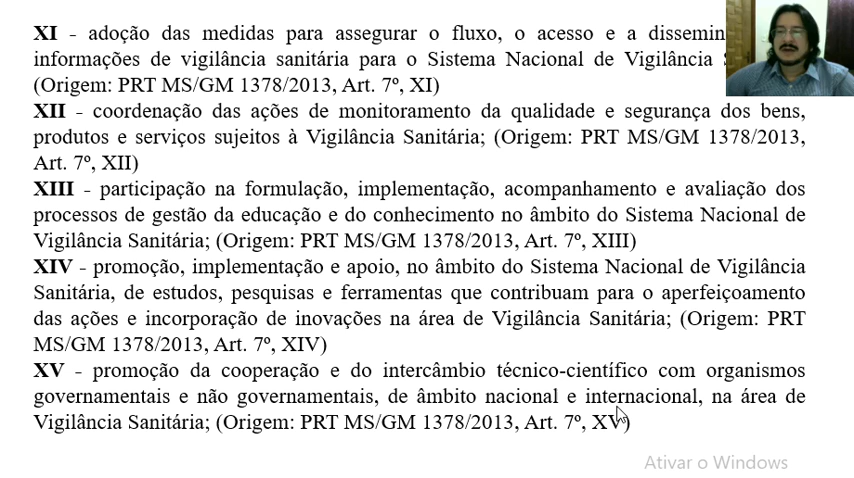 XI - adoção das medidas para assegurar o fluxo, o acesso e a
informações de vigilância sanitária para o Sistema Nacional de Vigilância
(Origem: PRT MS/GM 1378/2013, Art. 7º, XI)
XII - coordenação das ações de monitoramento da qualidade e segurança dos bens,
produtos e serviços sujeitos à Vigilância Sanitária; (Origem: PRT MS/GM 1378/2013,
Art. 7º, XII)
XIII - participação na formulação, implementação, acompanhamento e avaliação dos
processos de gestão da educação e do conhecimento no âmbito do Sistema Nacional de
Vigilância Sanitária; (Origem: PRT MS/GM 1378/2013, Art. 7º, XIII)
XIV - promoção, implementação e apoio, no âmbito do Sistema Nacional de Vigilância
Sanitária, de estudos, pesquisas e ferramentas que contribuam para o aperfeiçoamento
das ações e incorporação de inovações na área de Vigilância Sanitária; (Origem: PRT
MS/GM 1378/2013, Art. 7º, XIV)
XV - promoção da cooperação e do intercâmbio técnico-científico com organismos
governamentais e não governamentais, de âmbito nacional e internacional, na área de
Vigilância Sanitária; (Origem: PRT MS/GM 1378/2013, Art. 7º, XV)
Ativar o Windows